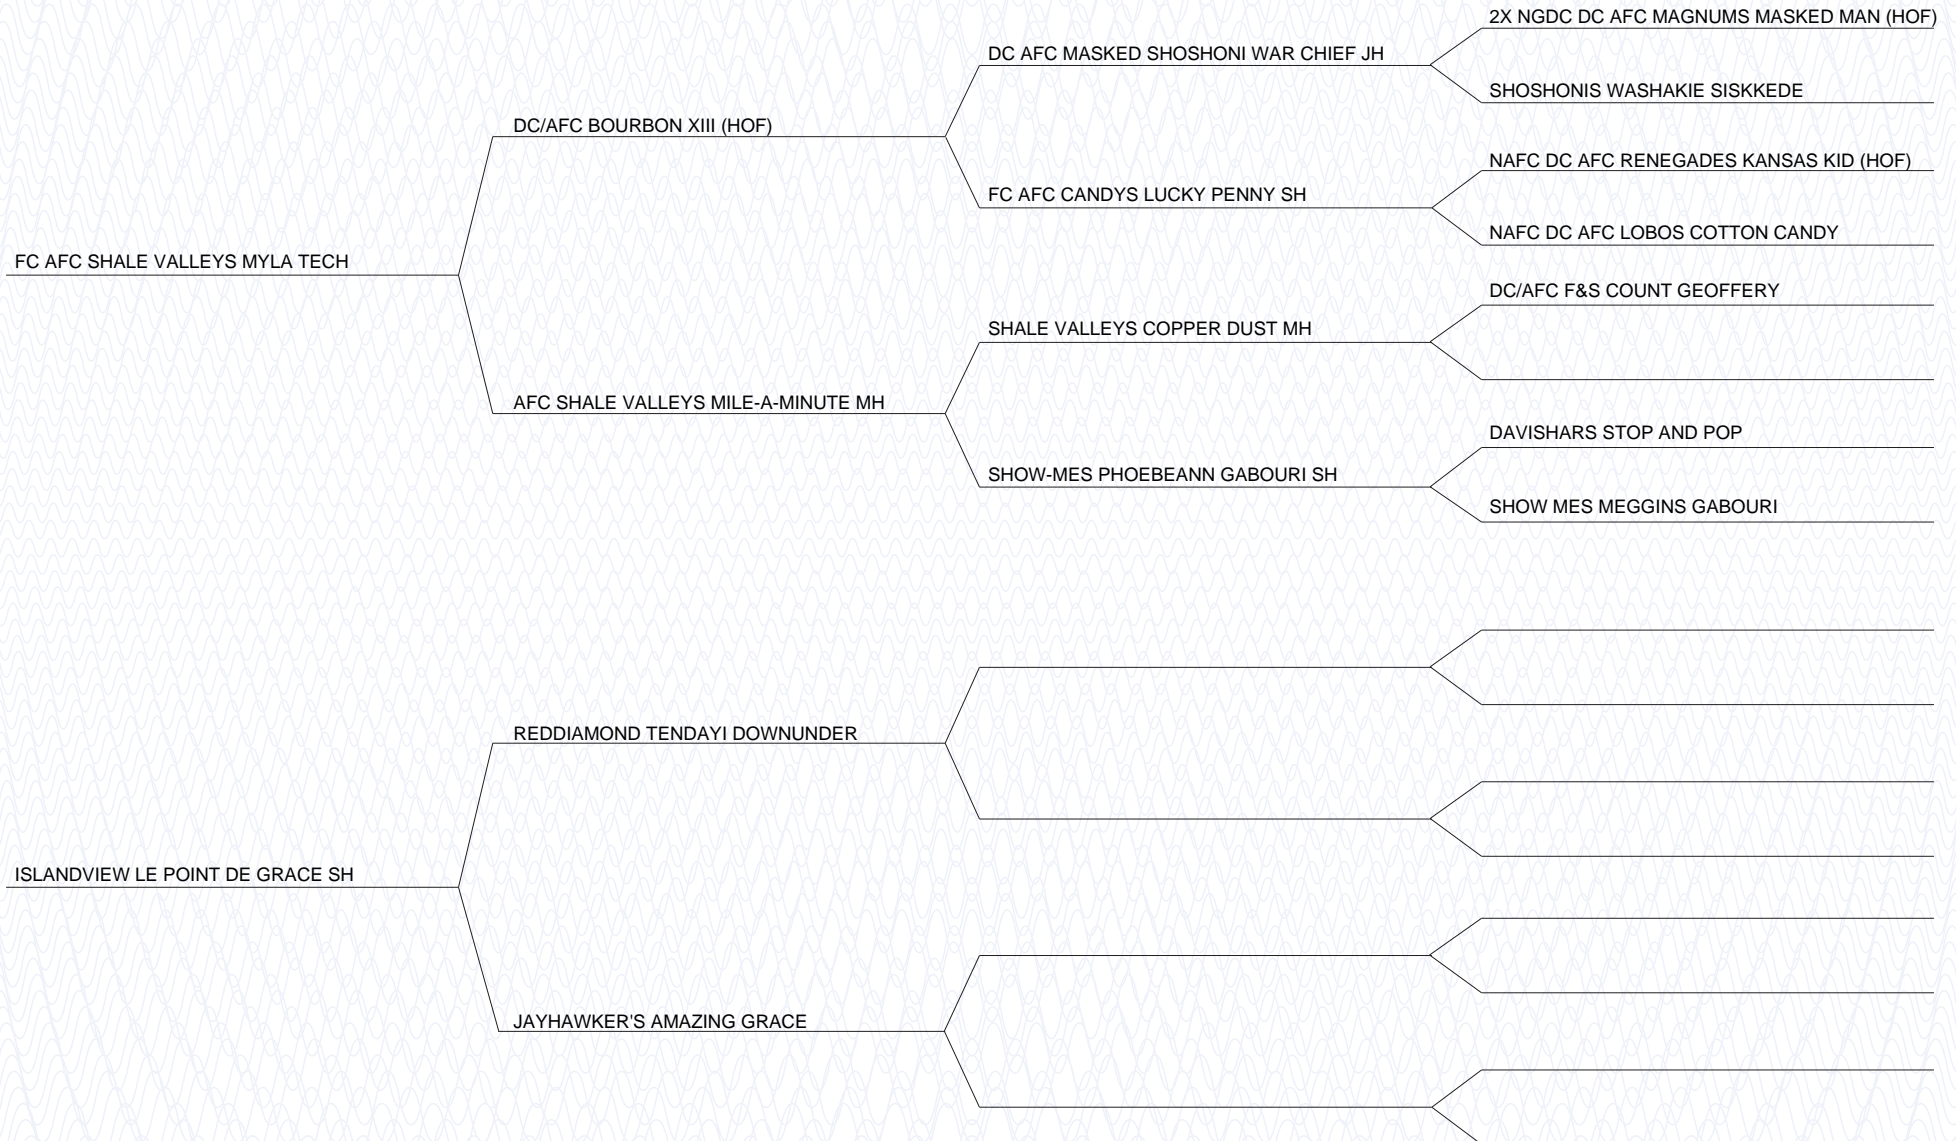 2X NGDC DC AFC MAGNUMS MASKED MAN (HOF)
DC AFC MASKED SHOSHONI WAR CHIEF JH
SHOSHONIS WASHAKIE SISKKEDE
DC/AFC BOURBON XIII (HOF)
NAFC DC AFC RENEGADES KANSAS KID (HOF)
FC AFC CANDYS LUCKY PENNY SH
NAFC DC AFC LOBOS COTTON CANDY
FC AFC SHALE VALLEYS MYLA TECH
DC/AFC F&S COUNT GEOFFERY
SHALE VALLEYS COPPER DUST MH
AFC SHALE VALLEYS MILE-A-MINUTE MH
DAVISHARS STOP AND POP
SHOW-MES PHOEBEANN GABOURI SH
SHOW MES MEGGINS GABOURI
REDDIAMOND TENDAYI DOWNUNDER
ISLANDVIEW LE POINT DE GRACE SH
JAYHAWKER'S AMAZING GRACE